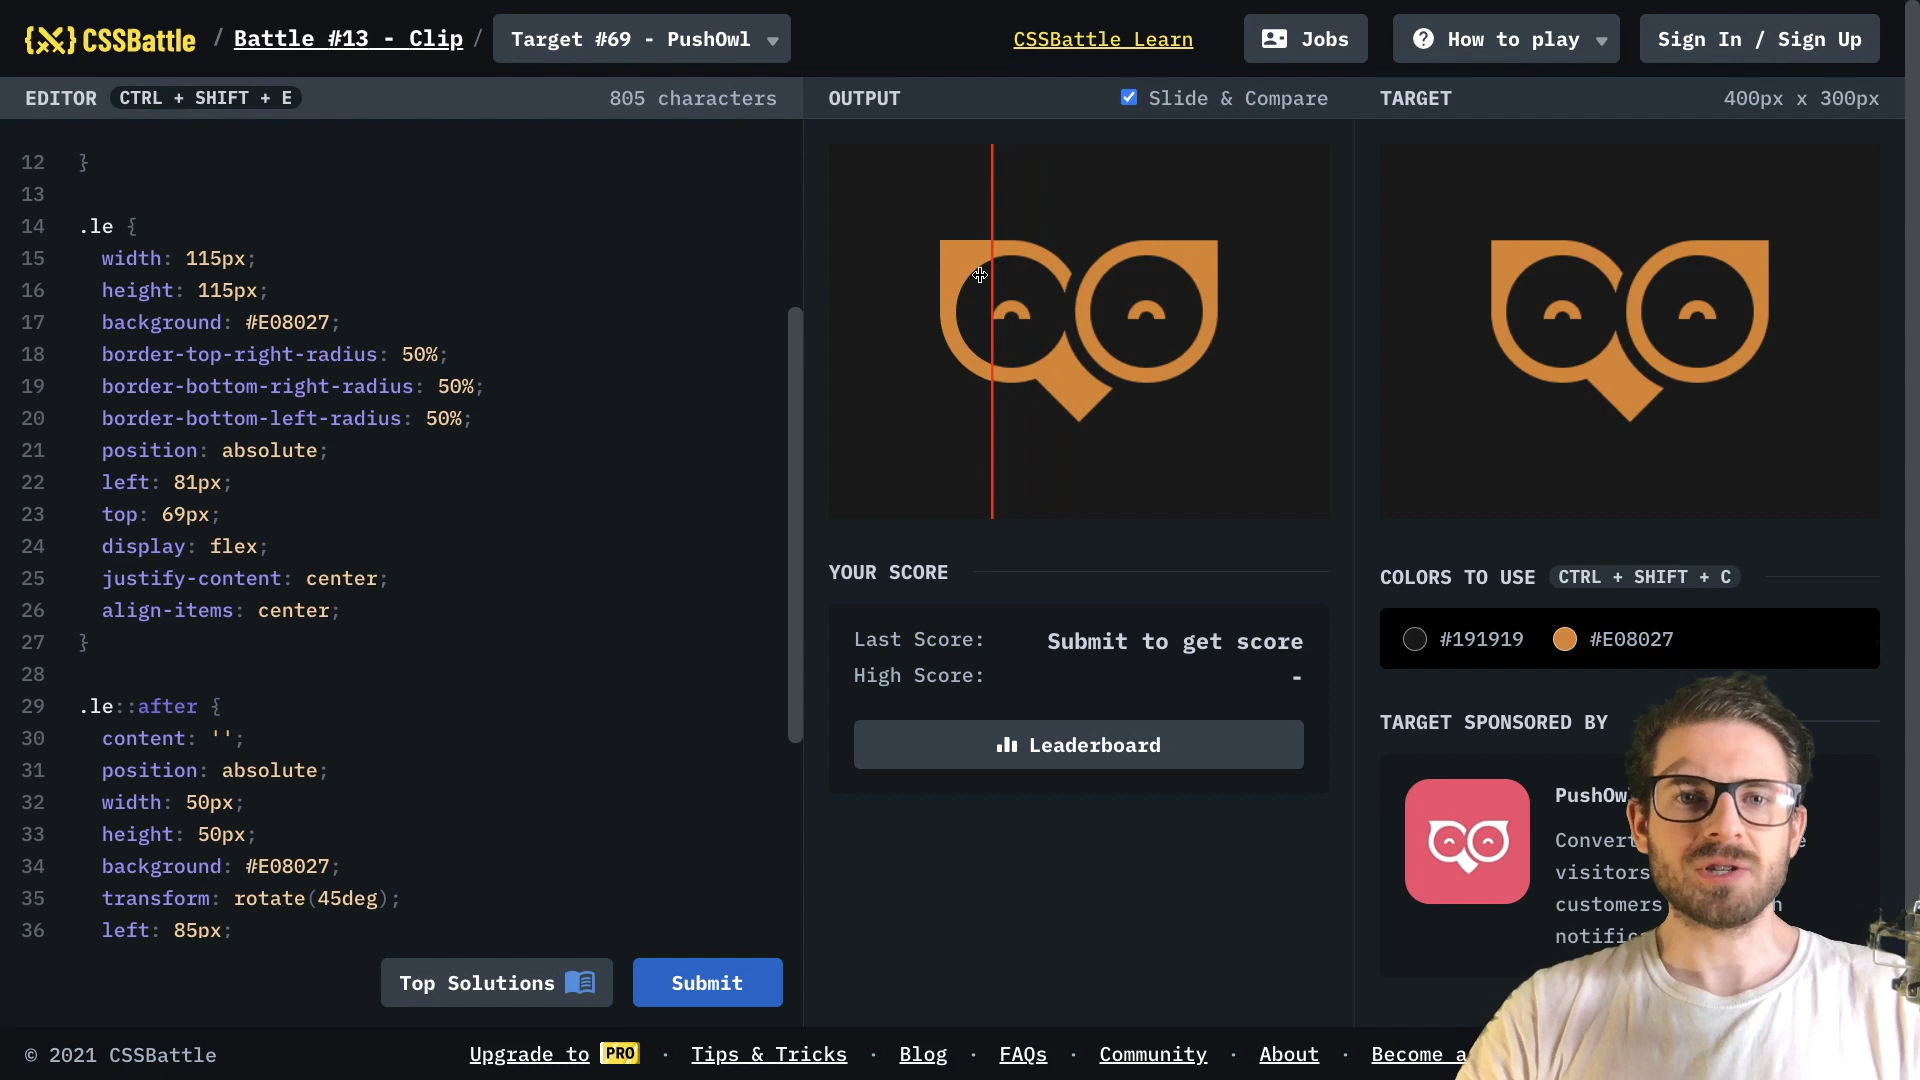 CSSBattle / Battle #13 - Clip / Target #69 - PushOwl
CSSBattle Learn
Jobs
How to play
Sign In / Sign Up
EDITOR CTRL + SHIFT + E 805 characters
12 }
13
14 .le {
15 width: 115px;
16 height: 115px;
17 background: #E08027;
18 border-top-right-radius: 50%;
19 border-bottom-right-radius: 50%;
20 border-bottom-left-radius: 50%;
21 position: absolute;
22 left: 81px;
23 top: 69px;
24 display: flex;
25 justify-content: center;
26 align-items: center;
27 }
28
29 .le::after {
30 content: '';
31 position: absolute;
32 width: 50px;
33 height: 50px;
34 background: #E08027;
35 transform: rotate(45deg);
36 left: 85px;
Top Solutions
Submit
OUTPUT Slide & Compare
YOUR SCORE
Last Score: Submit to get score
High Score: -
Leaderboard
TARGET 400px x 300px
COLORS TO USE CTRL + SHIFT + C
#191919 #E08027
TARGET SPONSORED BY
PushOw
Convert
visitors
customers
© 2021 CSSBattle
Upgrade to PRO · Tips & Tricks · Blog · FAQs · Community · About · Become a